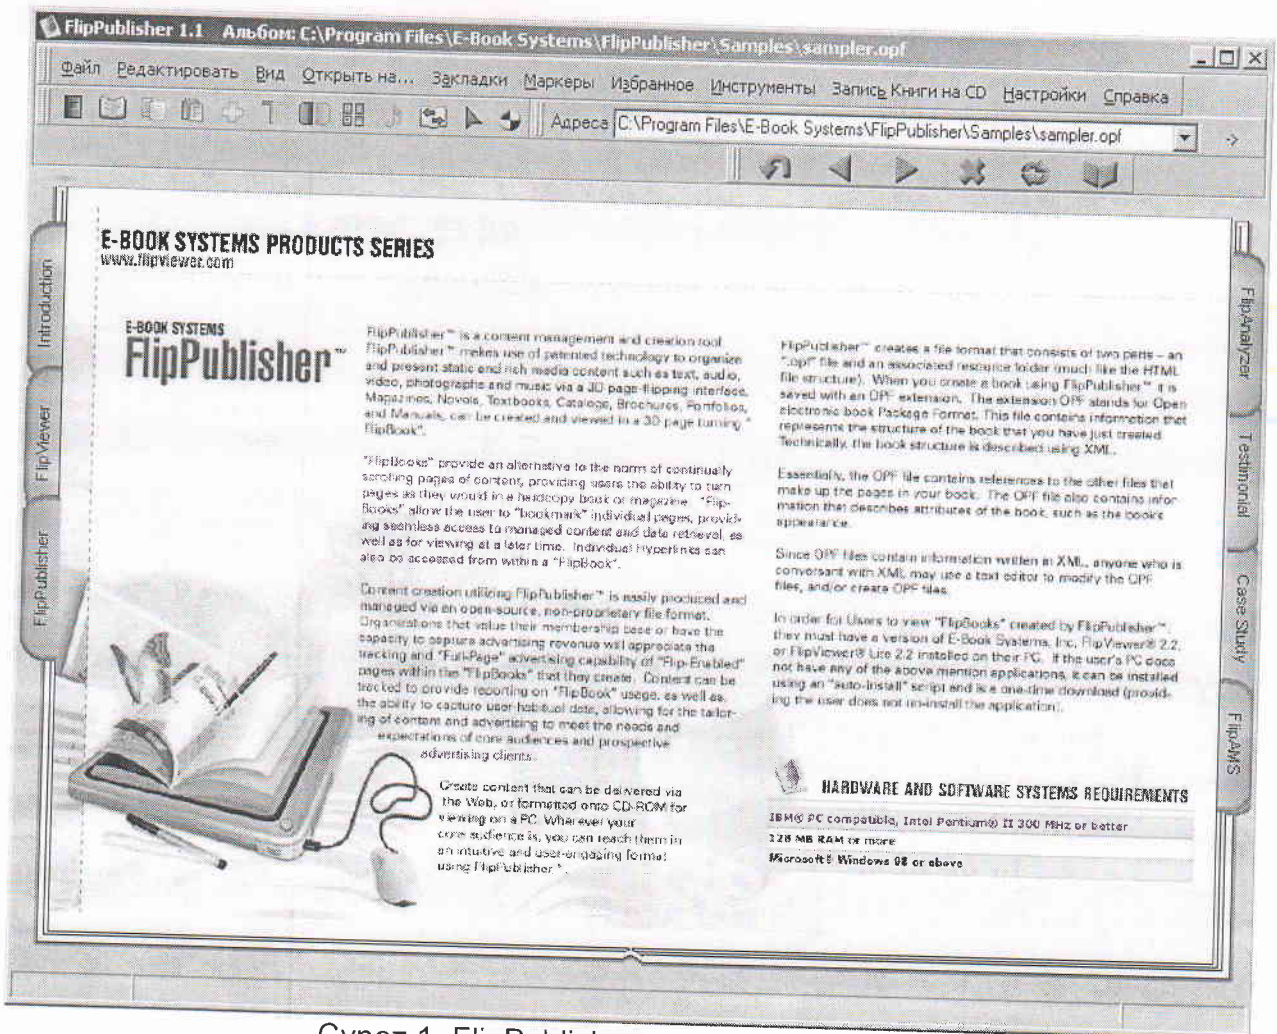 FlipPublisher 1.1 Альбом: C:\Program Files\E-Book Systems\FlipPublisher\Samples\sampler.opf
Файл Редактировать Вид Открыть на... Закладки Маркеры Избранное Инструменты Запись Книги на CD Настройки Справка
Адреса C:\Program Files\E-Book Systems\FlipPublisher\Samples\sampler.opf
Introduction
FlipViewer
FlipPublisher
E-BOOK SYSTEMS PRODUCTS SERIES
www.flipviewer.com
E-BOOK SYSTEMS
FlipPublisher™
FlipPublisher™ is a content management and creation tool.
FlipPublisher™ makes use of patented technology to organize
and present static and rich media content such as text, audio,
video, photographs and music via a 3D page-flipping interface.
Magazines, Novels, Textbooks, Catalogs, Brochures, Portfolios,
and Manuals, can be created and viewed in a 3D page turning "
FlipBook".
"FlipBooks" provide an alternative to the norm of continually
scrolling pages of content, providing users the ability to turn
pages as they would in a hardcopy book or magazine. "Flip-
Books" allow the user to "bookmark" individual pages, provid-
ing seamless access to managed content and data retrieval, as
well as for viewing at a later time. Individual Hyperlinks can
also be accessed from within a "FlipBook".
Content creation utilizing FlipPublisher™ is easily produced and
managed via an open-source, non-proprietary file format.
Organizations that value their membership base or have the
capacity to capture advertising revenue will appreciate the
tracking and "Full-Page" advertising capability of "Flip-Enabled"
pages within the "FlipBooks" that they create. Content can be
tracked to provide reporting on "FlipBook" usage, as well as,
the ability to capture user habitual data, allowing for the tailor-
ing of content and advertising to meet the needs and
expectations of core audiences and prospective
advertising clients.
Create content that can be delivered via
the Web, or formatted onto CD-ROM for
viewing on a PC. Wherever your
core audience is, you can reach them in
an intuitive and user-engaging format
using FlipPublisher™.
FlipPublisher™ creates a file format that consists of two parts – an
".opf" file and an associated resource folder (much like the HTML
file structure). When you create a book using FlipPublisher™ it is
saved with an OPF extension. The extension OPF stands for Open
electronic book Package Format. This file contains information that
represents the structure of the book that you have just created.
Technically, the book structure is described using XML.
Essentially, the OPF file contains references to the other files that
make up the pages in your book. The OPF file also contains infor-
mation that describes attributes of the book, such as the book's
appearance.
Since OPF files contain information written in XML, anyone who is
conversant with XML may use a text editor to modify the OPF
files, and/or create OPF files.
In order for Users to view "FlipBooks" created by FlipPublisher™,
they must have a version of E-Book Systems, Inc, FlipViewer® 2.2,
or FlipViewer® Lite 2.2 installed on their PC. If the user's PC does
not have any of the above mention applications, it can be installed
using an "auto-install" script and is a one-time download (provid-
ing the user does not un-install the application).
HARDWARE AND SOFTWARE SYSTEMS REQUIREMENTS
IBM® PC compatible, Intel Pentium® II 300 MHz or better
128 MB RAM or more
Microsoft® Windows 98 or above
FlipAnalyzer
Testimonial
Case Study
FlipAMS